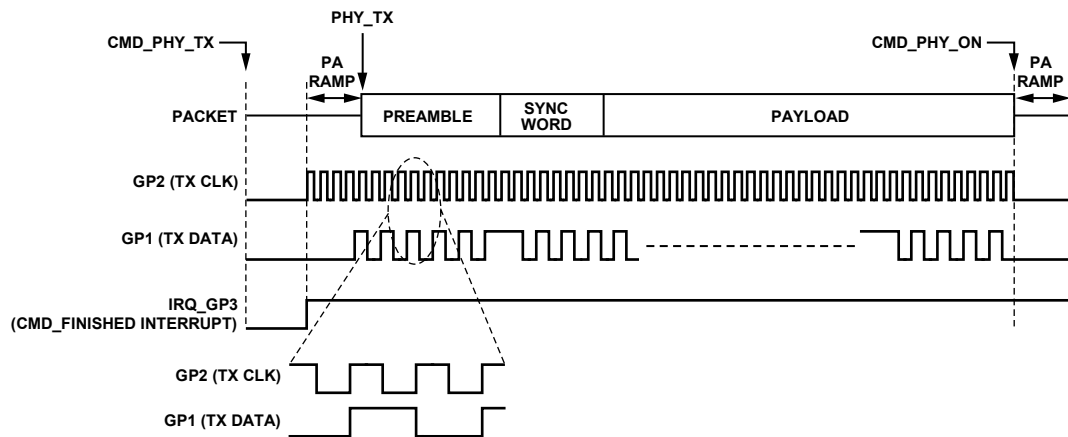 PHY_TX
CMD_PHY_TX
CMD_PHY_ON
PA
RAMP
PA
RAMP
PACKET
PREAMBLE
SYNC
WORD
PAYLOAD
GP2 (TX CLK)
GP1 (TX DATA)
IRQ_GP3
(CMD_FINISHED INTERRUPT)
GP2 (TX CLK)
GP1 (TX DATA)